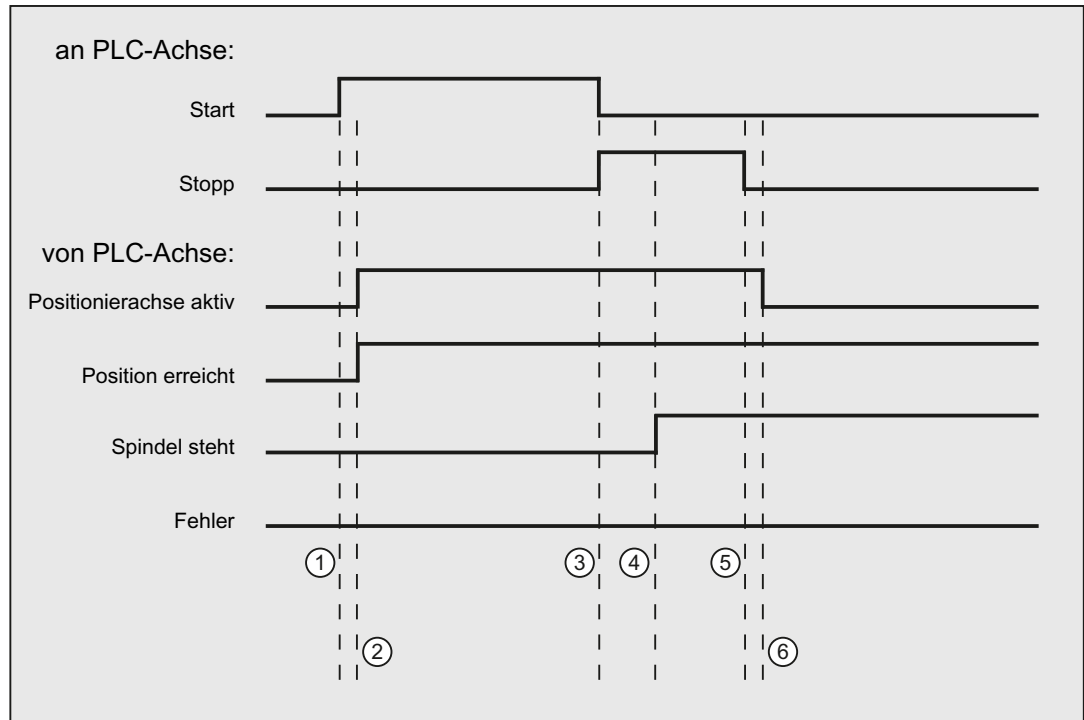 an PLC-Achse:
Start
Stopp
von PLC-Achse:
Positionierachse aktiv
Position erreicht
Spindel steht
Fehler
1 3 4 5
2 6